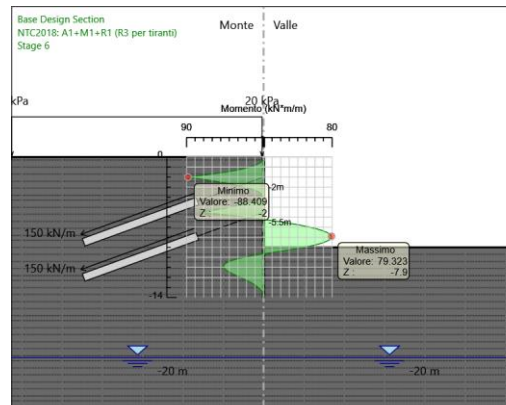 Base Design Section
NTC2018: A1+M1+R1 (R3 per tiranti)
Stage 6
Monte
Valle
kPa
20 kPa
Momento (kN*m/m)
90
80
0
-2m
Minimo
Valore: -88.409
Z : -2
-5.5m
150 kN/m
Massimo
Valore: 79.323
Z : -7.9
150 kN/m
-14
-20 m
-20 m